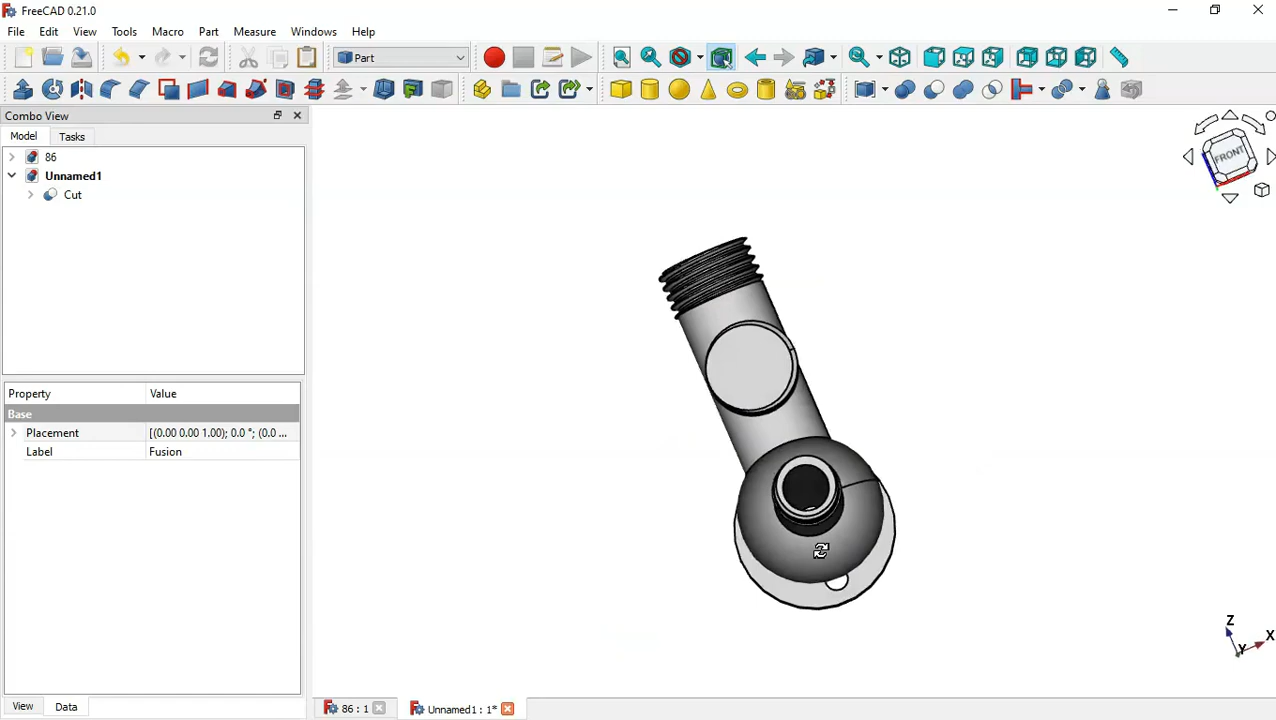 FreeCAD 0.21.0
File Edit View Tools Macro Part Measure Windows Help
Part
Combo View
Model Tasks
86
Unnamed1
Cut
FRONT
Property Value
Base
Placement [(0.00 0.00 1.00); 0.0 °; (0.0 ...
Label Fusion
Z
X
Y
View Data
86 : 1
Unnamed1 : 1*